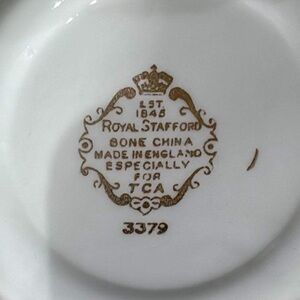 EST.
1845
ROYAL STAFFORD
BONE CHINA
MADE IN ENGLAND
ESPECIALLY
FOR
TCA
3379